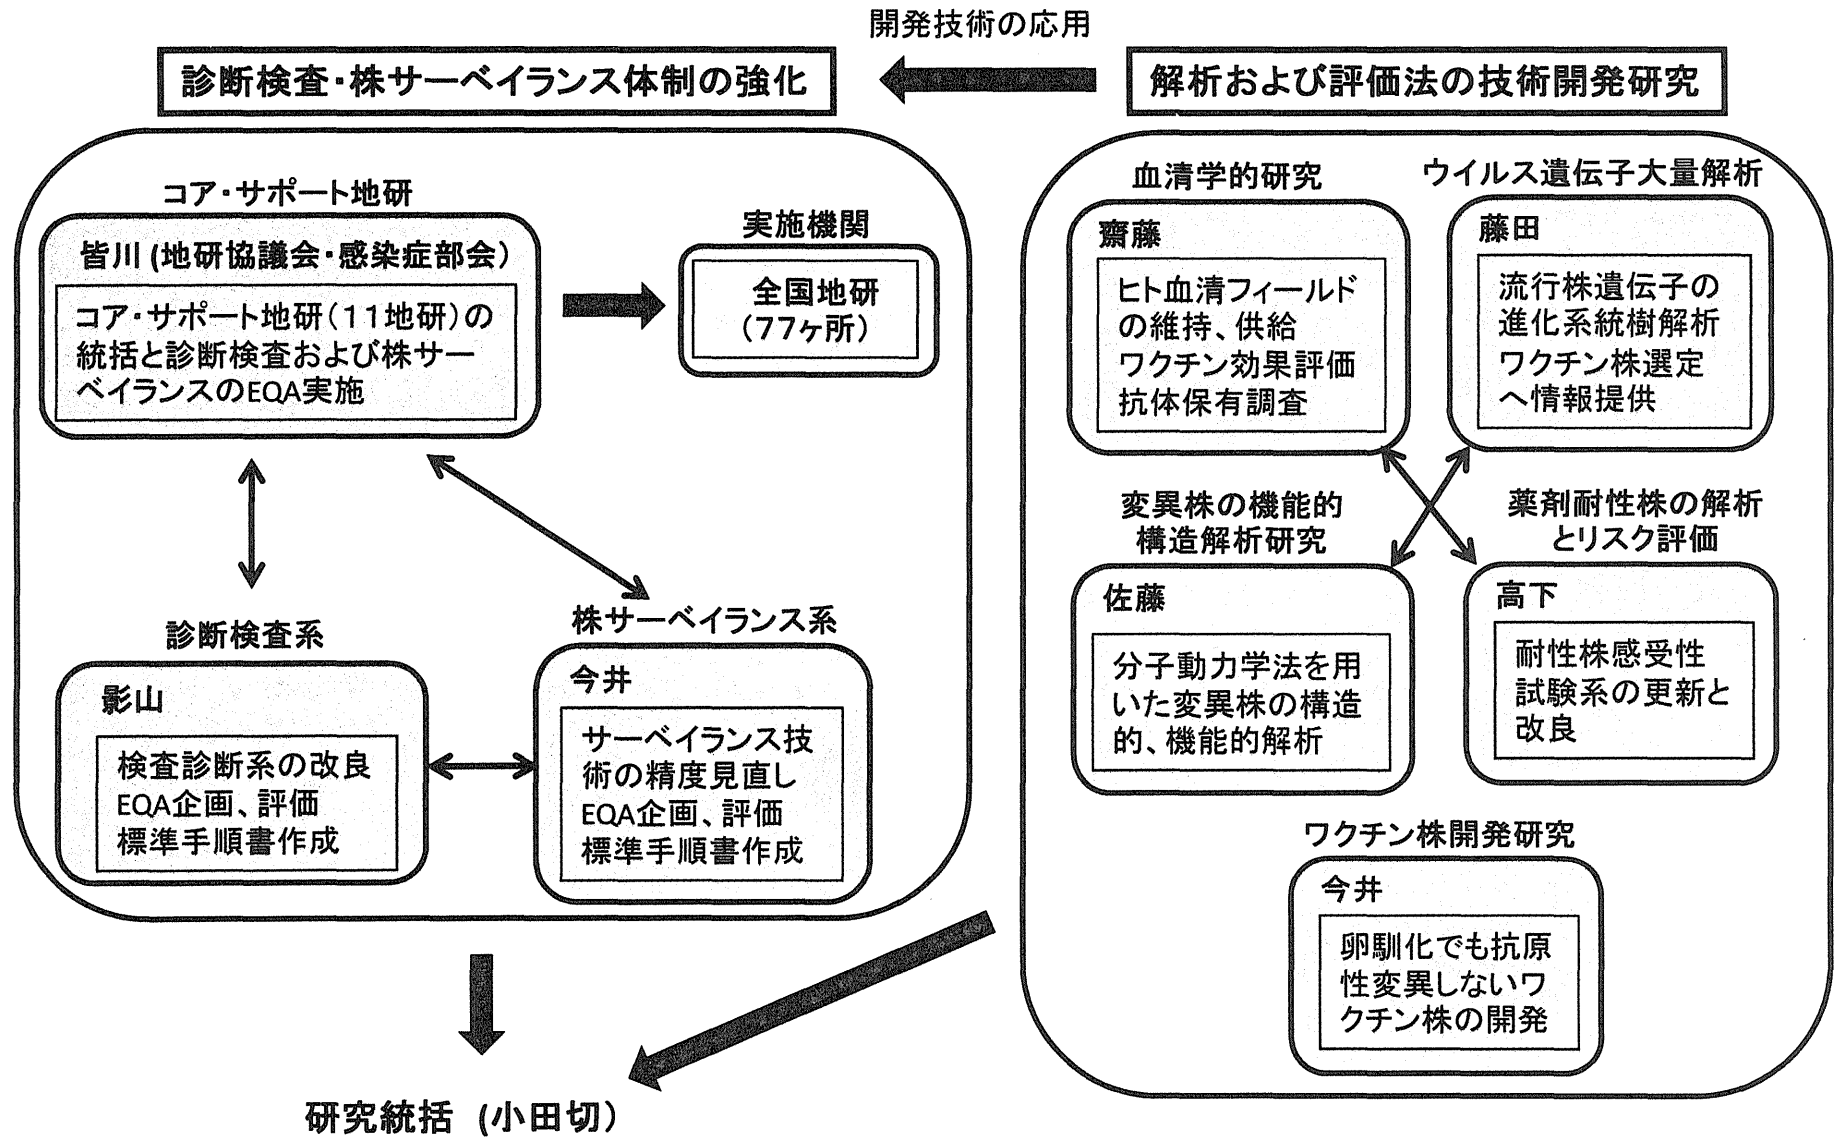 開発技術の応用
診断検査・株サーベイランス体制の強化
解析および評価法の技術開発研究
コア・サポート地研
皆川 (地研協議会・感染症部会)
コア・サポート地研(11地研)の
統括と診断検査および株サー
ベイランスのEQA実施
実施機関
全国地研
(77ヶ所)
診断検査系
影山
検査診断系の改良
EQA企画、評価
標準手順書作成
株サーベイランス系
今井
サーベイランス技
術の精度見直し
EQA企画、評価
標準手順書作成
血清学的研究
齋藤
ヒト血清フィールド
の維持、供給
ワクチン効果評価
抗体保有調査
ウイルス遺伝子大量解析
藤田
流行株遺伝子の
進化系統樹解析
ワクチン株選定
へ情報提供
変異株の機能的
構造解析研究
佐藤
分子動力学法を用
いた変異株の構造
的、機能的解析
薬剤耐性株の解析
とリスク評価
高下
耐性株感受性
試験系の更新と
改良
ワクチン株開発研究
今井
卵馴化でも抗原
性変異しないワ
クチン株の開発
研究統括 (小田切)